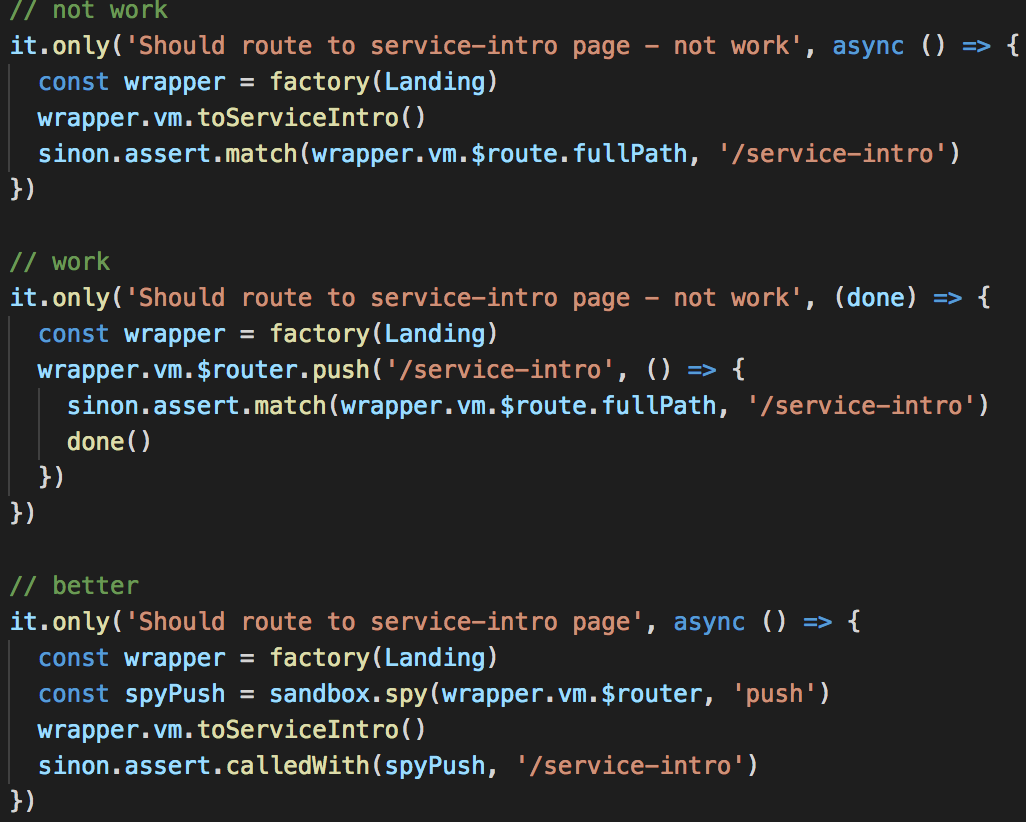 // not work
it.only('Should route to service-intro page - not work', async () => {
  const wrapper = factory(Landing)
  wrapper.vm.toServiceIntro()
  sinon.assert.match(wrapper.vm.$route.fullPath, '/service-intro')
})

// work
it.only('Should route to service-intro page - not work', (done) => {
  const wrapper = factory(Landing)
  wrapper.vm.$router.push('/service-intro', () => {
    sinon.assert.match(wrapper.vm.$route.fullPath, '/service-intro')
    done()
  })
})

// better
it.only('Should route to service-intro page', async () => {
  const wrapper = factory(Landing)
  const spyPush = sandbox.spy(wrapper.vm.$router, 'push')
  wrapper.vm.toServiceIntro()
  sinon.assert.calledWith(spyPush, '/service-intro')
})